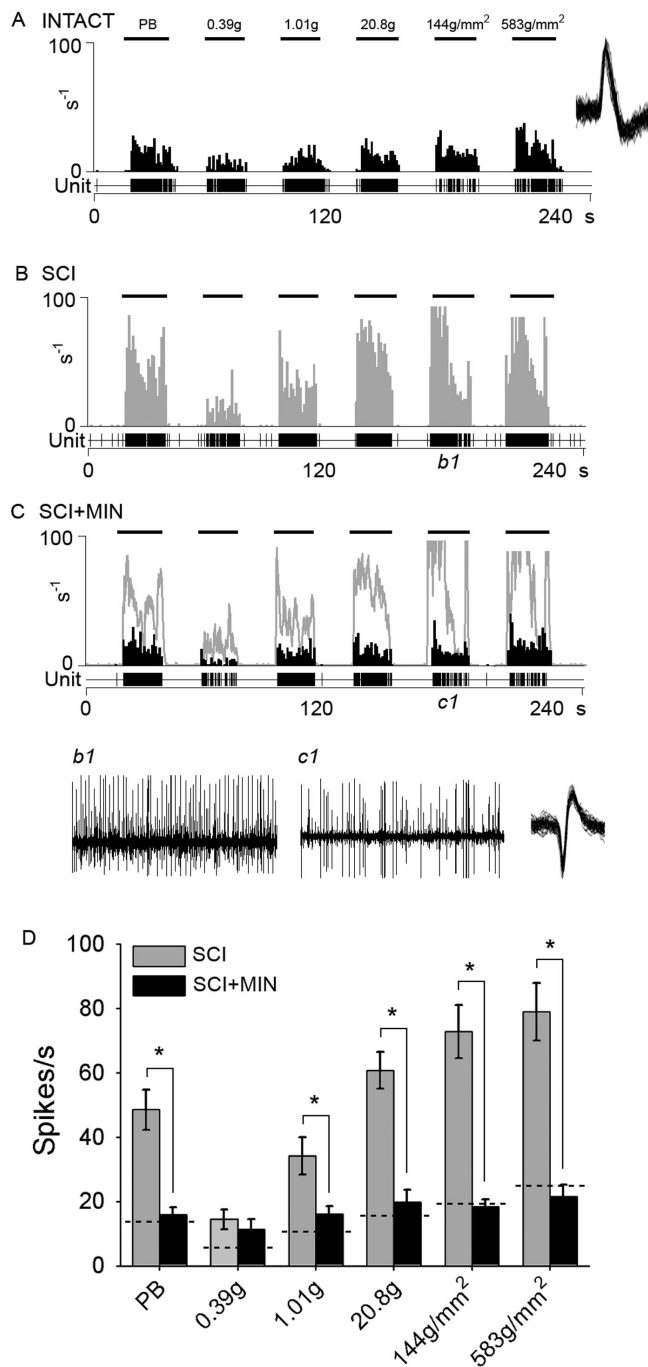 A INTACT
PB 0.39g 1.01g 20.8g 144g/mm² 583g/mm²
100
s⁻¹
0
Unit
0 120 240 s
B SCI
100
s⁻¹
0
Unit
b1
0 120 240 s
C SCI+MIN
100
s⁻¹
0
Unit
c1
0 120 240 s
b1 c1
D
SCI
SCI+MIN
Spikes/s
100
80
60
40
20
0
* * * * *
PB 0.39g 1.01g 20.8g 144g/mm² 583g/mm²